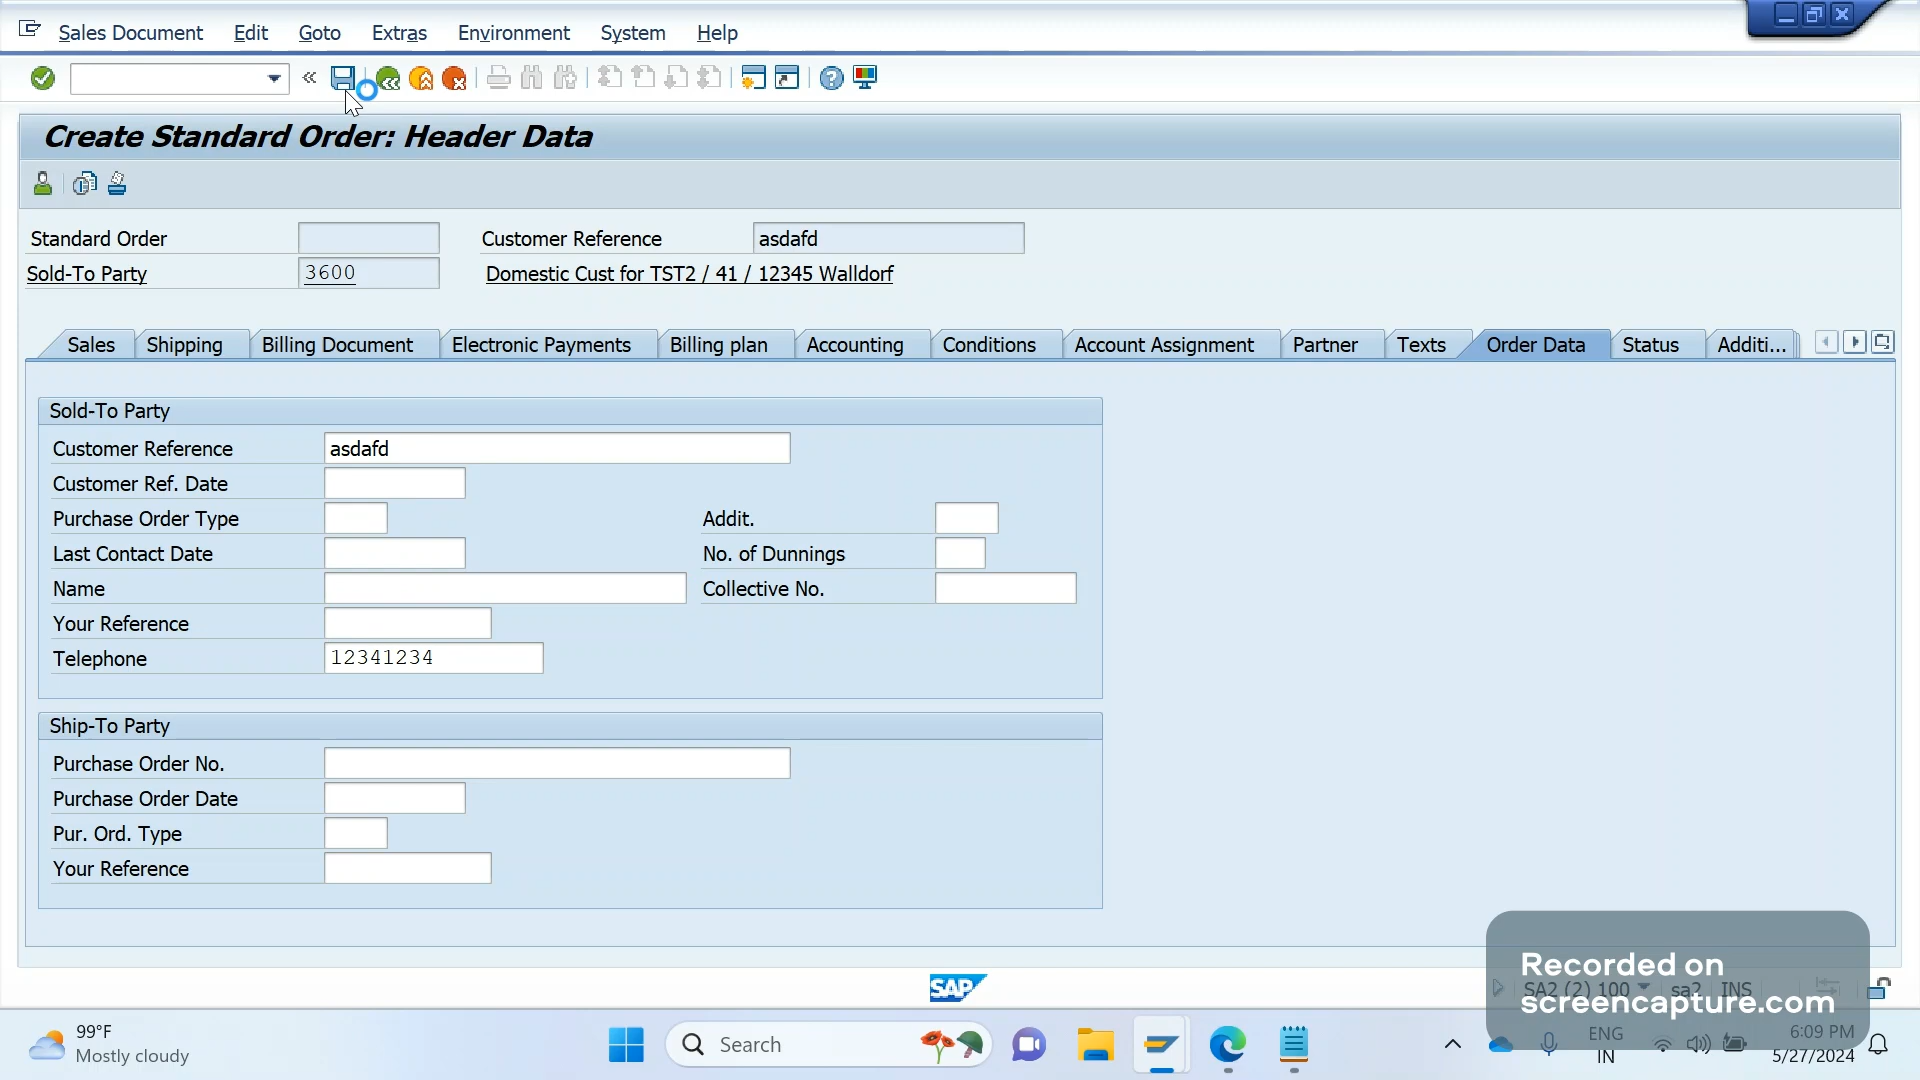 Sales Document Edit Goto Extras Environment System Help
Create Standard Order: Header Data
Standard Order Customer Reference asdafd
Sold-To Party 3600 Domestic Cust for TST2 / 41 / 12345 Walldorf
Sales Shipping Billing Document Electronic Payments Billing plan Accounting Conditions Account Assignment Partner Texts Order Data Status Additi...
Sold-To Party
Customer Reference asdafd
Customer Ref. Date
Purchase Order Type Addit.
Last Contact Date No. of Dunnings
Name Collective No.
Your Reference
Telephone 12341234
Ship-To Party
Purchase Order No.
Purchase Order Date
Pur. Ord. Type
Your Reference
SAP SA2 (2) 100 sa2 INS
Recorded on
screencapture.com
99°F
Mostly cloudy
Search
ENG
IN
6:09 PM
5/27/2024